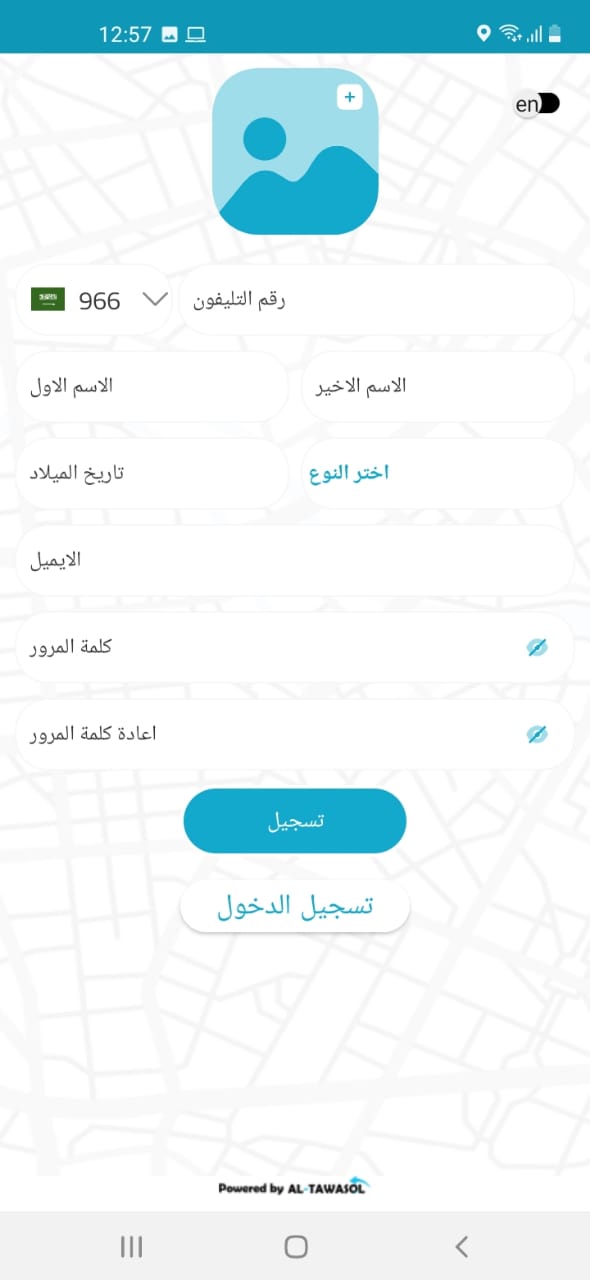 12:57
en
966
رقم التليفون
الاسم الاول
الاسم الاخير
تاريخ الميلاد
اختر النوع
الايميل
كلمة المرور
اعادة كلمة المرور
تسجيل
تسجيل الدخول
Powered by AL-TAWASOL